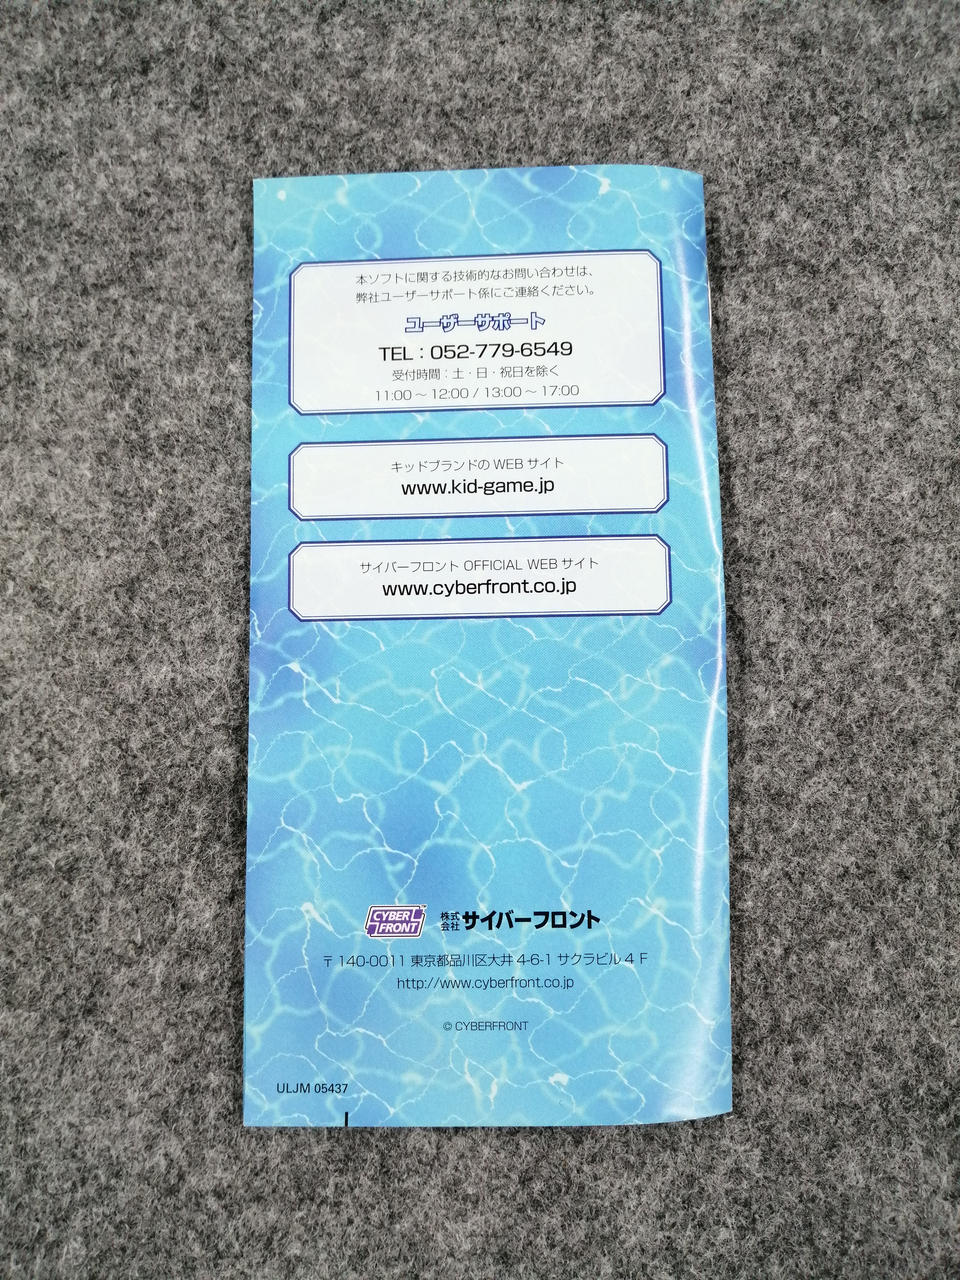 本ソフトに関する技術的なお問い合わせは、
弊社ユーザーサポート係にご連絡ください。
ユーザーサポート
TEL：052-779-6549
受付時間：土・日・祝日を除く
11:00～12:00 / 13:00～17:00
キッドブランドの WEB サイト
www.kid-game.jp
サイバーフロント OFFICIAL WEB サイト
www.cyberfront.co.jp
CYBER FRONT 株式会社 サイバーフロント
〒140-0011 東京都品川区大井 4-6-1 サクラビル 4 F
http://www.cyberfront.co.jp
© CYBERFRONT
ULJM 05437